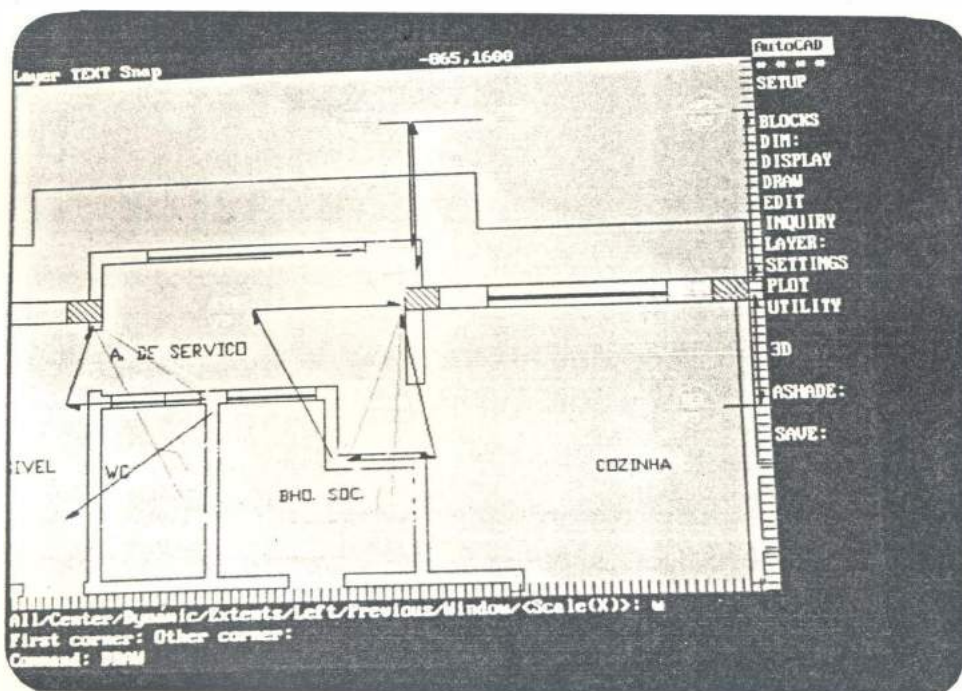 Layer TEXT Snap
-865,1600
AutoCAD
* * * *
SETUP
BLOCKS
DIM:
DISPLAY
DRAW
EDIT
INQUIRY
LAYER:
SETTINGS
PLOT
UTILITY
3D
ASHADE:
SAVE:
A. DE SERVICO
IVEL
WC
BHO. SOC.
COZINHA
All/Center/Dynamic/Extents/Left/Previous/Window/<Scale(X)>: w
First corner: Other corner:
Command: DRAW